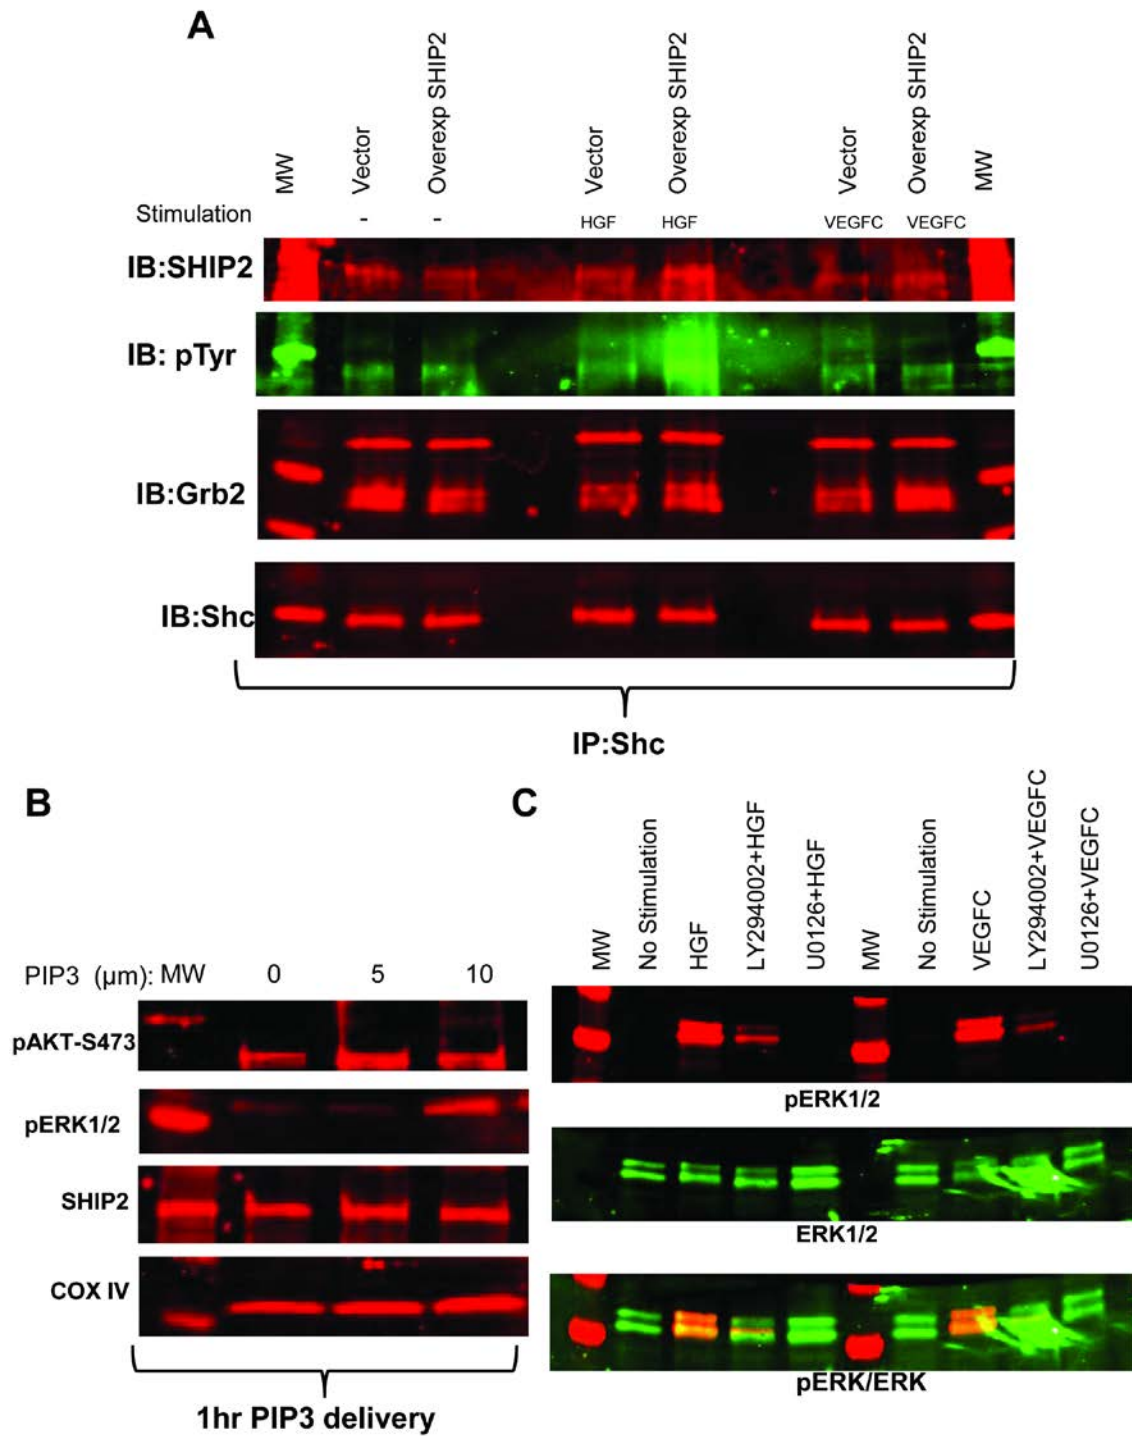 A
MW
Vector
Overexp SHIP2
Vector
Overexp SHIP2
Vector
Overexp SHIP2
MW
Stimulation - - HGF HGF VEGFC VEGFC
IB:SHIP2
IB: pTyr
IB:Grb2
IB:Shc
IP:Shc
B
PIP3 (μm): MW 0 5 10
pAKT-S473
pERK1/2
SHIP2
COX IV
1hr PIP3 delivery
C
MW
No Stimulation
HGF
LY294002+HGF
U0126+HGF
MW
No Stimulation
VEGFC
LY294002+VEGFC
U0126+VEGFC
pERK1/2
ERK1/2
pERK/ERK